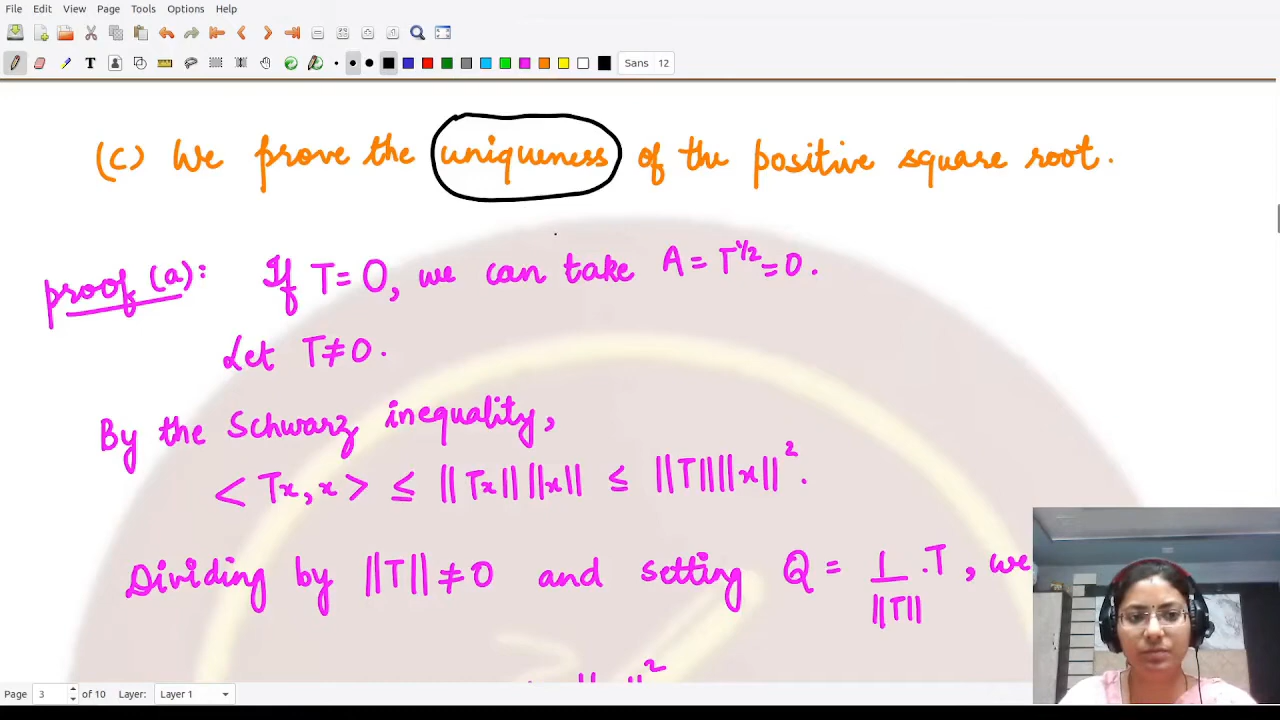 File Edit View Page Tools Options Help
Sans 12
(c) We prove the uniqueness of the positive square root.
proof (a): If T=0, we can take A = T^{1/2} = 0.
Let T≠0.
By the Schwarz inequality,
< Tx, x > ≤ ||Tx|| ||x|| ≤ ||T|| ||x||².
Dividing by ||T|| ≠ 0 and setting Q = 1/||T|| . T, we
Page 3 of 10 Layer: Layer 1